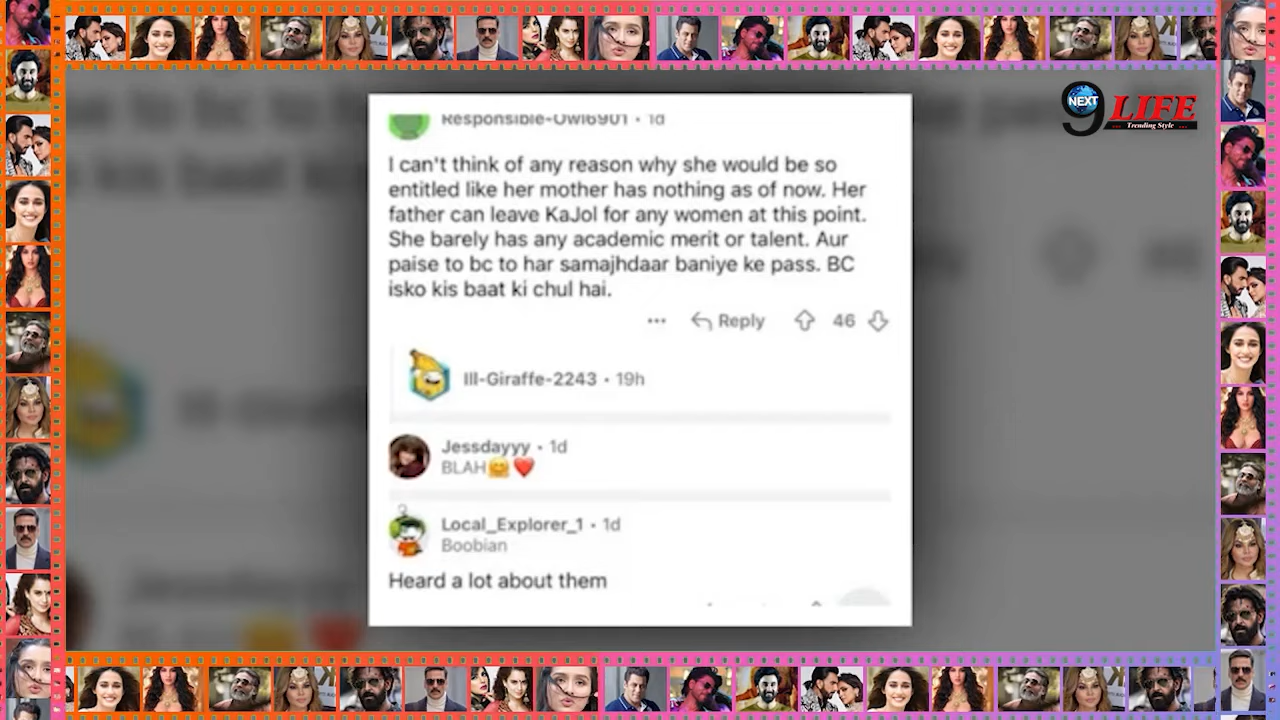 NEXT
9 LIFE
Trending Style
Responsible-Owl6901 • 1d
I can't think of any reason why she would be so
entitled like her mother has nothing as of now. Her
father can leave KaJol for any women at this point.
She barely has any academic merit or talent. Aur
paise to bc to har samajhdaar baniye ke pass. BC
isko kis baat ki chul hai.
Reply 46
Ill-Giraffe-2243 • 19h
Jessdayyy • 1d
BLAH🤗❤️
Local_Explorer_1 • 1d
Boobian
Heard a lot about them